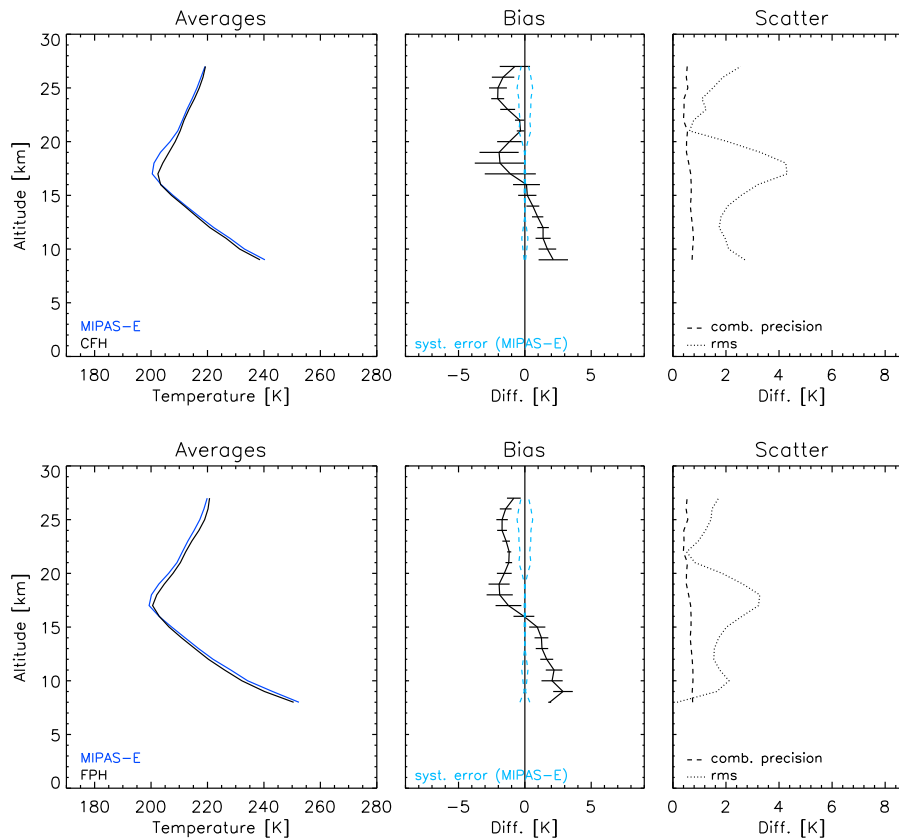 Averages
Bias
Scatter
30
25
20
15
10
5
0
Altitude [km]
MIPAS−E
CFH
syst. error (MIPAS−E)
comb. precision
rms
180 200 220 240 260 280
−5 0 5
0 2 4 6 8
Temperature [K]
Diff. [K]
Diff. [K]
Averages
Bias
Scatter
30
25
20
15
10
5
0
Altitude [km]
MIPAS−E
FPH
syst. error (MIPAS−E)
comb. precision
rms
180 200 220 240 260 280
−5 0 5
0 2 4 6 8
Temperature [K]
Diff. [K]
Diff. [K]